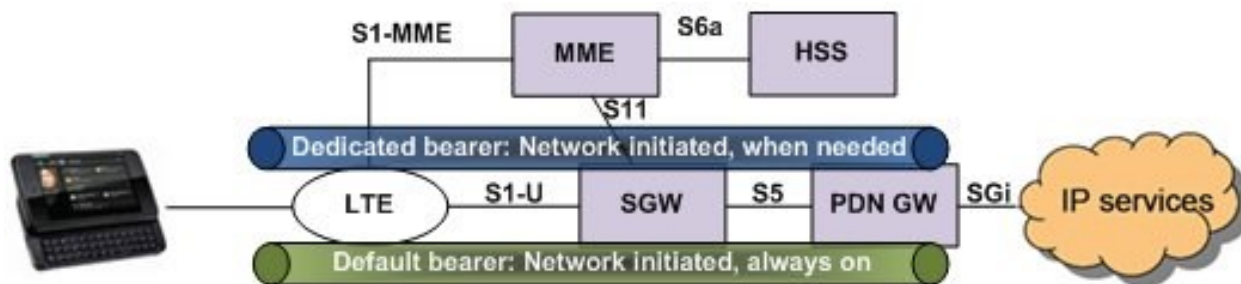 S1-MME
MME
S6a
HSS
S11
Dedicated bearer: Network initiated, when needed
LTE
S1-U
SGW
S5
PDN GW
SGi
IP services
Default bearer: Network initiated, always on